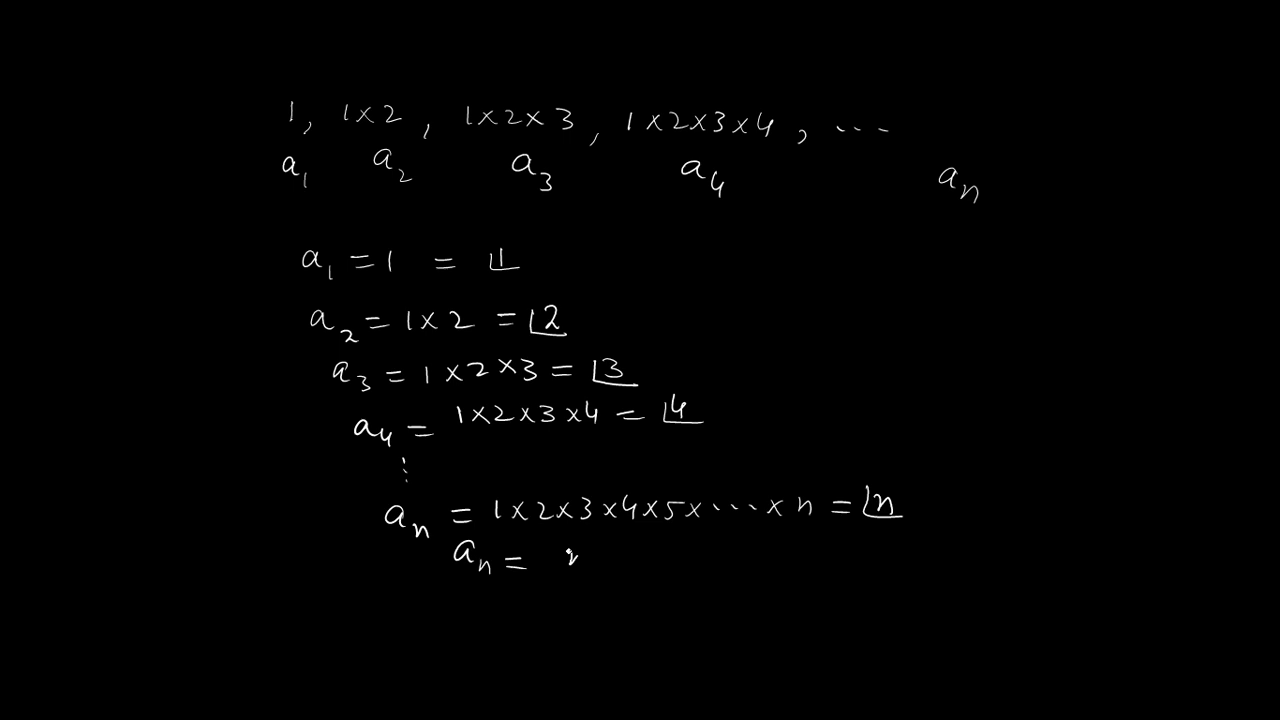 1, 1×2, 1×2×3, 1×2×3×4, ...
a₁ a₂ a₃ a₄ aₙ
a₁ = 1 = ⌊1
a₂ = 1×2 = ⌊2
a₃ = 1×2×3 = ⌊3
a₄ = 1×2×3×4 = ⌊4
⋮
aₙ = 1×2×3×4×5×...×n = ⌊n
aₙ =